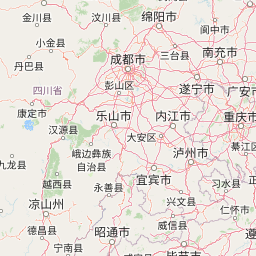 金川县
汶川县
绵阳市
阆中市
小金县
三台县
南充市
丹巴县
成都市
四川省
彭山区
遂宁市
广安
康定市
乐山市
内江市
重庆市
汉源县
大安区
綦江
峨边彝族
自治县
泸州市
九龙县
越西县
宜宾市
习水县
永善县
凉山州
仁怀市
威信县
德昌县
昭通市
遵
宁南县
毕节市